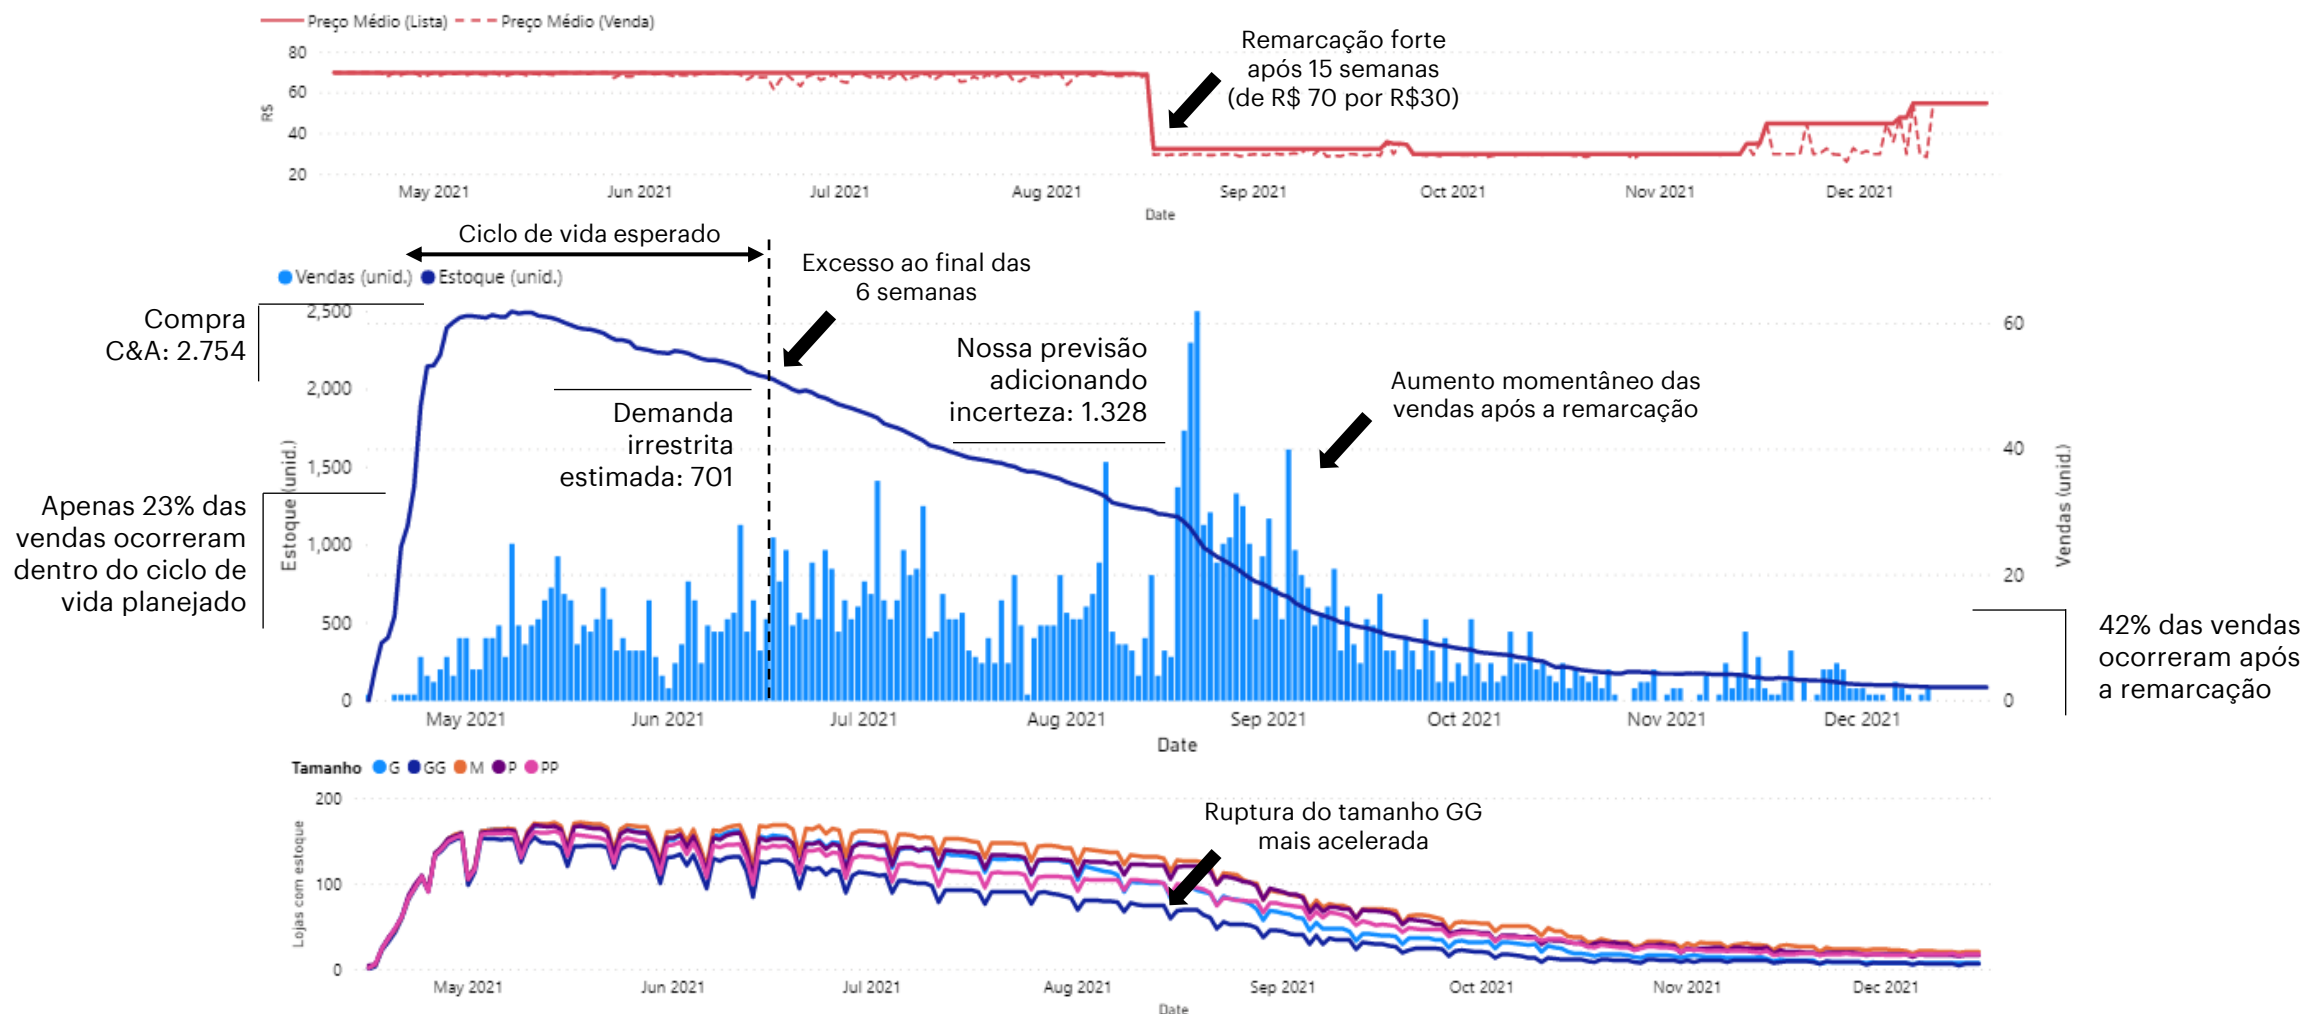 Preço Médio (Lista) Preço Médio (Venda)
Remarcação forte
após 15 semanas
(de R$ 70 por R$30)
80
60
40
20
R$
May 2021 Jun 2021 Jul 2021 Aug 2021 Sep 2021 Oct 2021 Nov 2021 Dec 2021
Date
Ciclo de vida esperado
Excesso ao final das
6 semanas
Vendas (unid.) Estoque (unid.)
Compra
C&A: 2.754
Nossa previsão
adicionando
incerteza: 1.328
Aumento momentâneo das
vendas após a remarcação
Demanda
irrestrita
estimada: 701
Apenas 23% das
vendas ocorreram
dentro do ciclo de
vida planejado
42% das vendas
ocorreram após
a remarcação
2,500
2,000
1,500
1,000
500
0
Estoque (unid.)
60
40
20
0
Vendas (unid.)
May 2021 Jun 2021 Jul 2021 Aug 2021 Sep 2021 Oct 2021 Nov 2021 Dec 2021
Date
Tamanho G GG M P PP
Ruptura do tamanho GG
mais acelerada
200
100
0
Lojas com estoque
May 2021 Jun 2021 Jul 2021 Aug 2021 Sep 2021 Oct 2021 Nov 2021 Dec 2021
Date